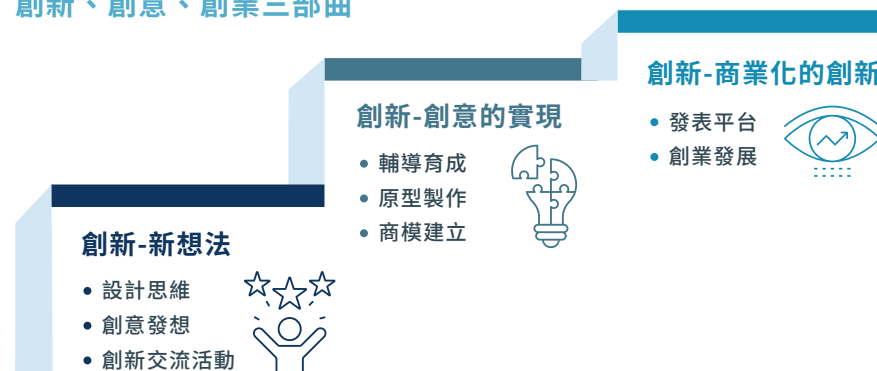 創新、創意、創業三部曲
創新-商業化的創新
發表平台
創業發展
創新-創意的實現
輔導育成
原型製作
商模建立
創新-新想法
設計思維
創意發想
創新交流活動